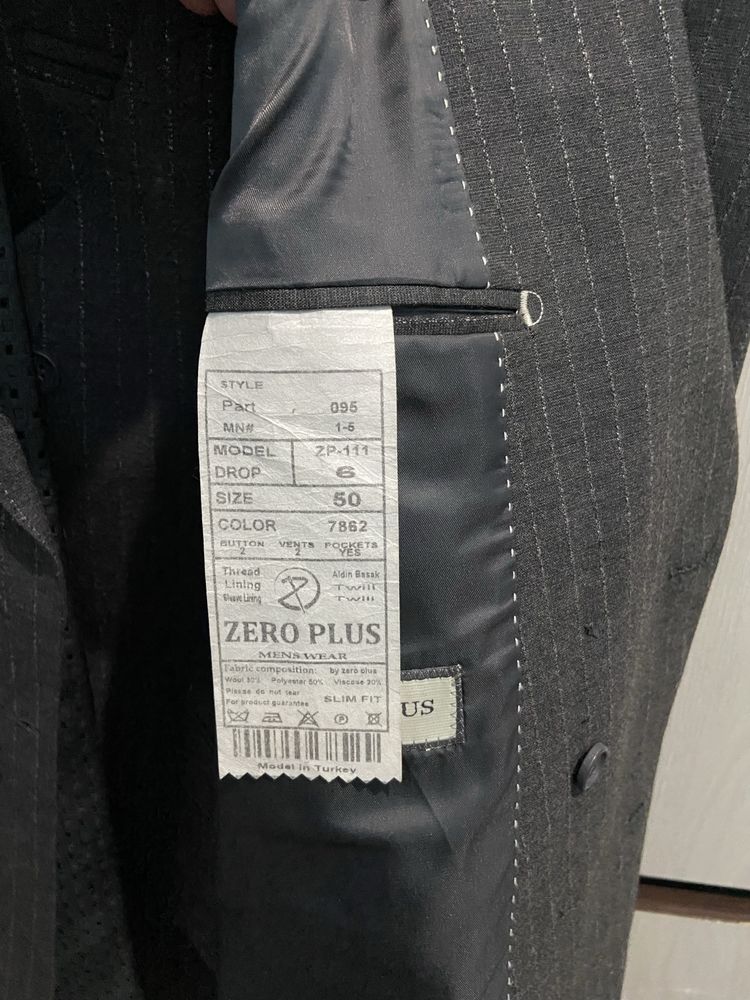 STYLE
Part , 095
MN# 1-5
MODEL ZP-111
DROP 6
SIZE 50
COLOR 7862
BUTTON VENTS POCKETS
2 2 YES
Thread Aldin Basak
Lining Twill
Sleeve Lining Twill
ZERO PLUS
MENS WEAR
Fabric composition: by zero plus
Wool 30% Polyester 50% Viscose 20%
Please do not tear
For product guarantee SLIM FIT
Model in Turkey
US